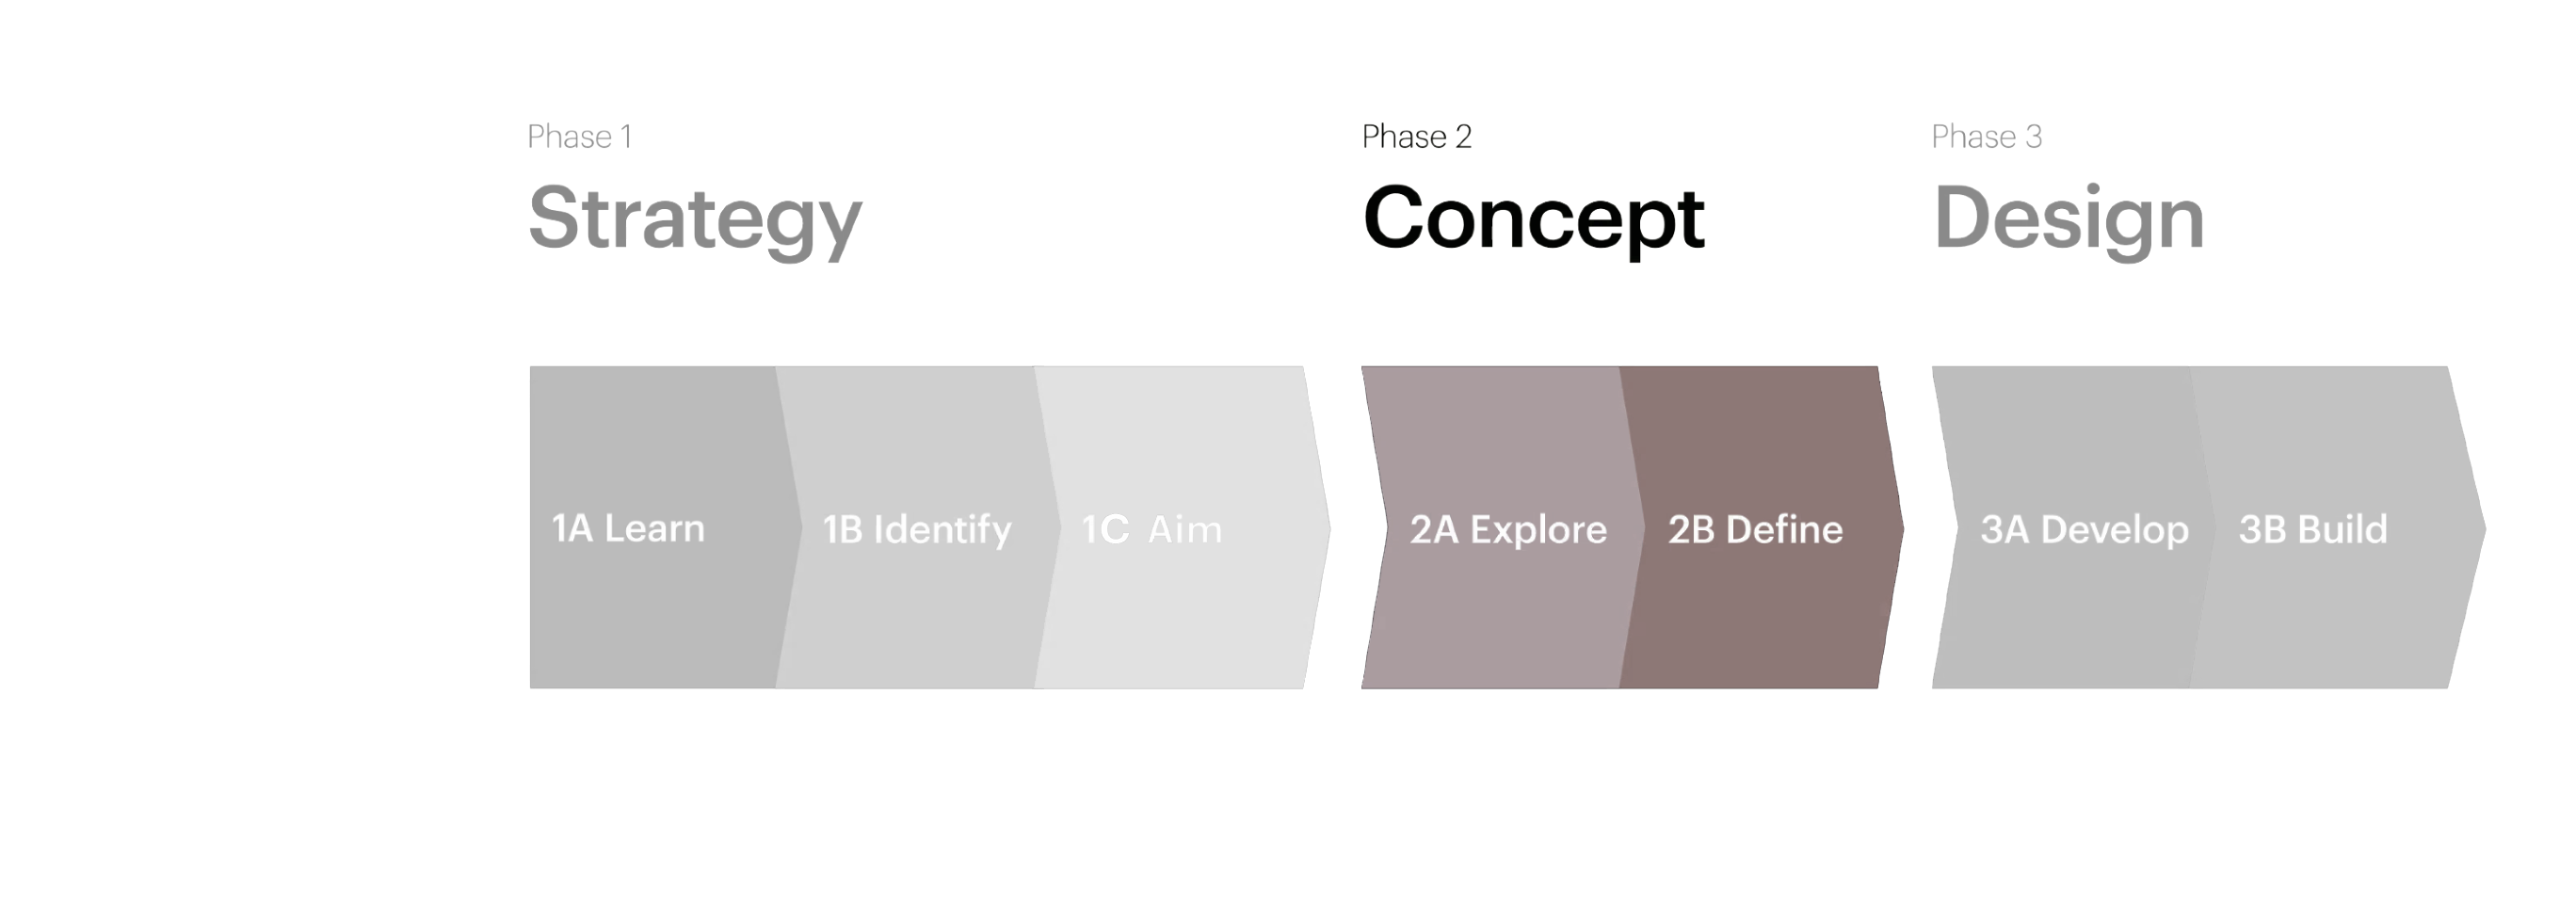 Phase 1
Strategy
Phase 2
Concept
Phase 3
Design
1A Learn
1B Identify
1C Aim
2A Explore
2B Define
3A Develop
3B Build